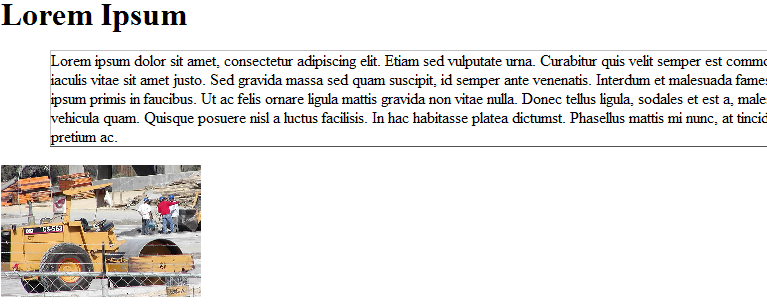 Lorem Ipsum
Lorem ipsum dolor sit amet, consectetur adipiscing elit. Etiam sed vulputate urna. Curabitur quis velit semper est
iaculis vitae sit amet justo. Sed gravida massa sed quam suscipit, id semper ante venenatis. Interdum et malesuada fames
ipsum primis in faucibus. Ut ac felis ornare ligula mattis gravida non vitae nulla. Donec tellus ligula, sodales et est a,
vehicula quam. Quisque posuere nisl a luctus facilisis. In hac habitasse platea dictumst. Phasellus mattis mi nunc, at
pretium ac.